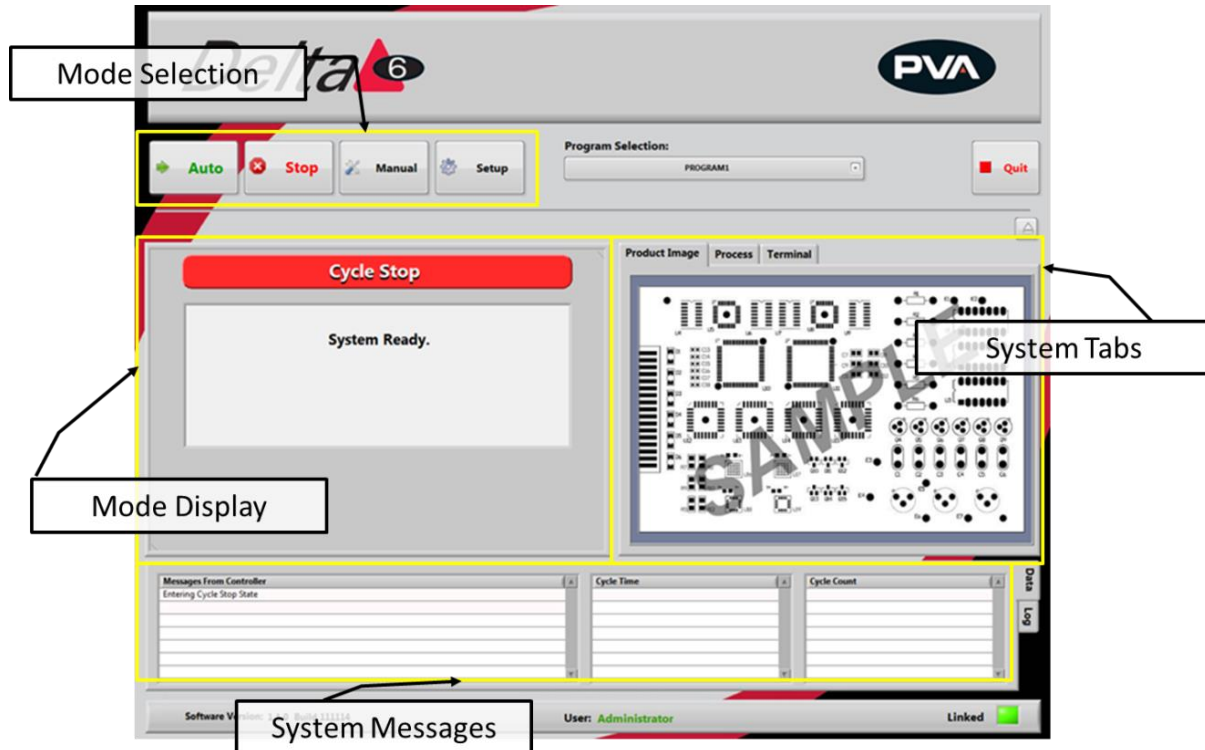 Delta 6
PVA
Mode Selection
Auto
Stop
Manual
Setup
Program Selection:
PROGRAM1
Quit
Cycle Stop
System Ready.
Product Image
Process
Terminal
SAMPLE
System Tabs
Mode Display
Messages From Controller
Entering Cycle Stop State
Cycle Time
Cycle Count
Data
Log
System Messages
Software Version:
User: Administrator
Linked